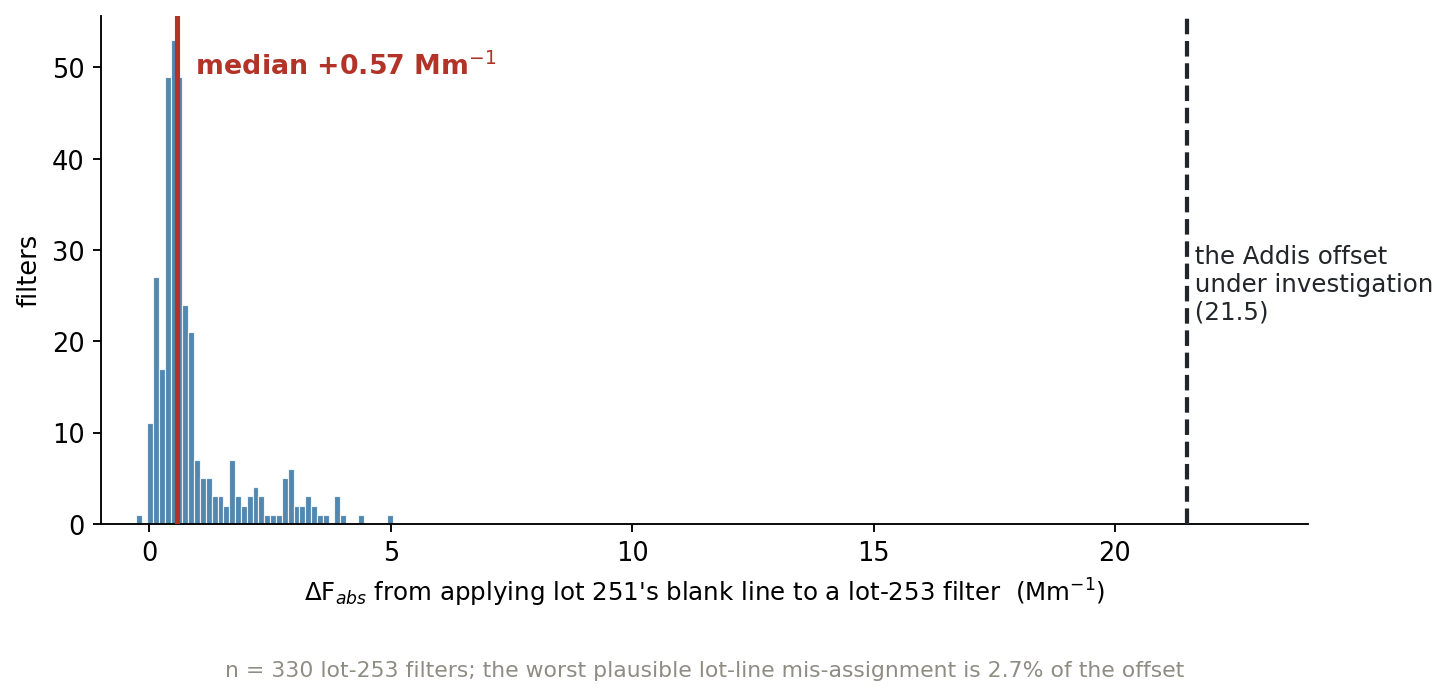 median +0.57 Mm⁻¹
50
40
30
20
10
0
filters
the Addis offset
under investigation
(21.5)
0 5 10 15 20
ΔF_abs from applying lot 251's blank line to a lot-253 filter (Mm⁻¹)
n = 330 lot-253 filters; the worst plausible lot-line mis-assignment is 2.7% of the offset